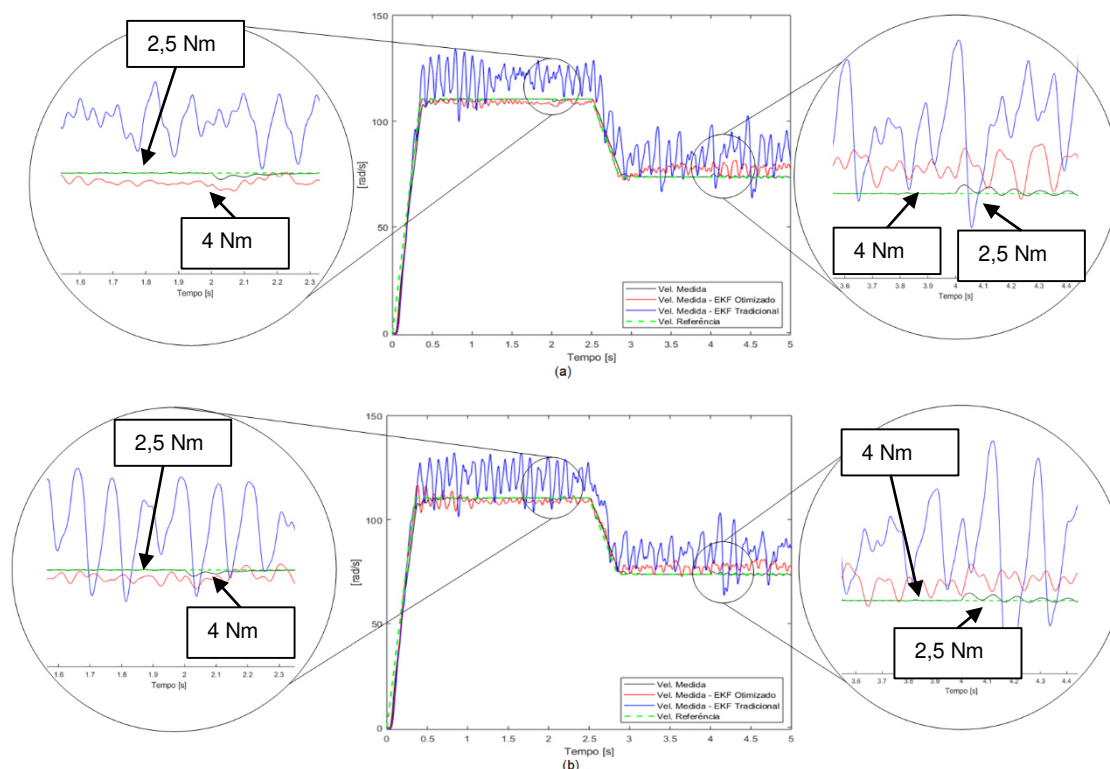 2,5 Nm
4 Nm
1.6 1.7 1.8 1.9 2 2.1 2.2 2.3
Tempo [s]
150
100
50
0
[rad/s]
0 0.5 1 1.5 2 2.5 3 3.5 4 4.5 5
Tempo [s]
Vel. Medida
Vel. Medida - EKF Otimizado
Vel. Medida - EKF Tradicional
Vel. Referência
(a)
4 Nm
2,5 Nm
3.6 3.7 3.8 3.9 4 4.1 4.2 4.3 4.4
Tempo [s]
2,5 Nm
4 Nm
1.6 1.7 1.8 1.9 2 2.1 2.2 2.3
Tempo [s]
150
100
50
0
[rad/s]
0 0.5 1 1.5 2 2.5 3 3.5 4 4.5 5
Tempo [s]
Vel. Medida
Vel. Medida - EKF Otimizado
Vel. Medida - EKF Tradicional
Vel. Referência
(b)
4 Nm
2,5 Nm
3.6 3.7 3.8 3.9 4 4.1 4.2 4.3 4.4
Tempo [s]